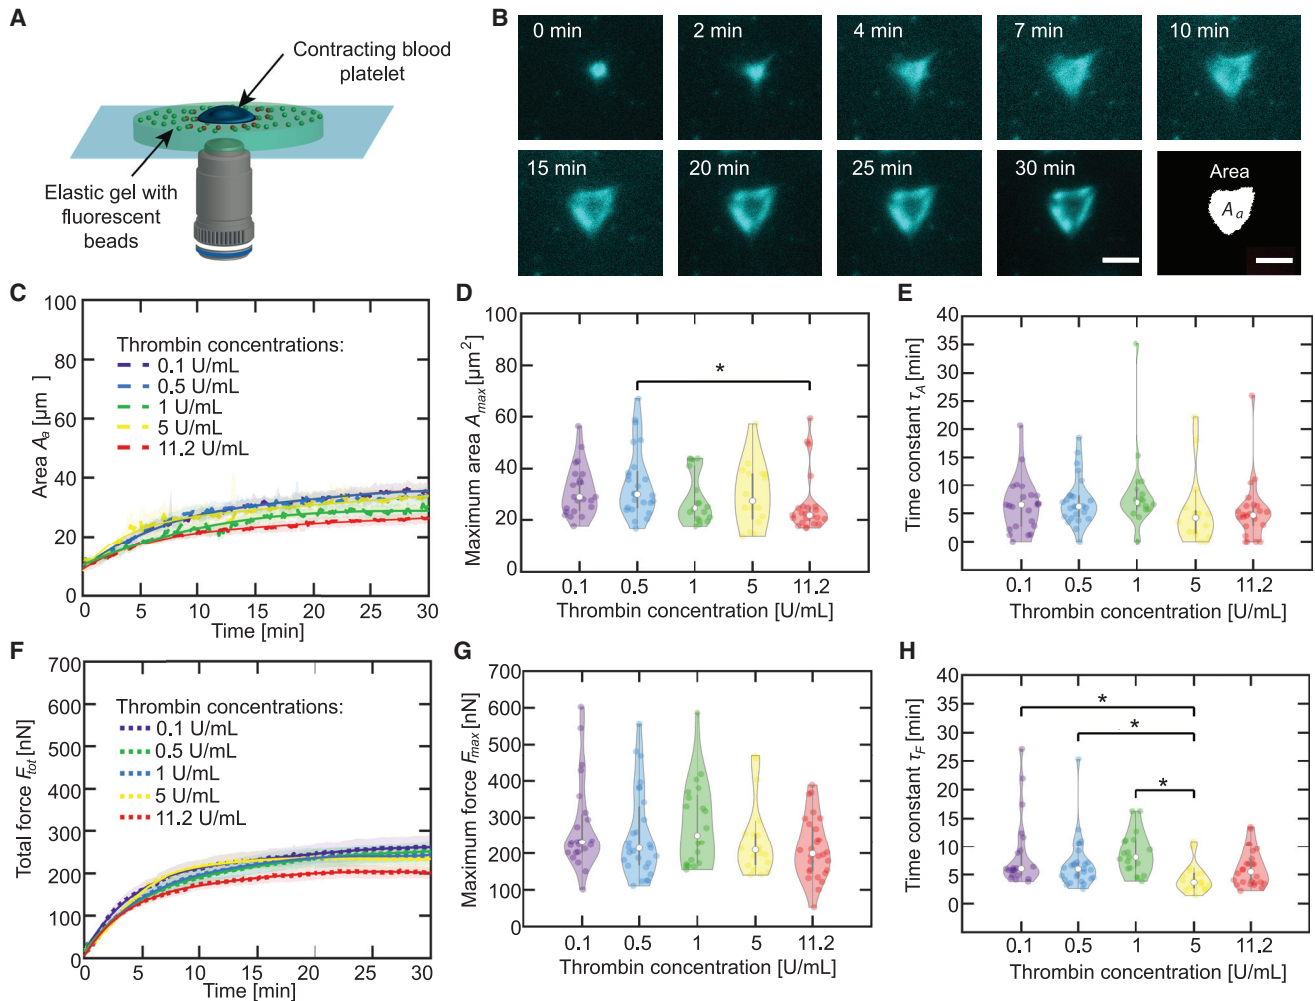 A
Contracting blood
platelet
Elastic gel with
fluorescent
beads
B
0 min
2 min
4 min
7 min
10 min
15 min
20 min
25 min
30 min
Area
Aa
C
100
80
60
40
20
0
Area Aa [µm
Thrombin concentrations:
0.1 U/mL
0.5 U/mL
1 U/mL
5 U/mL
11.2 U/mL
0 5 10 15 20 25 30
Time [min]
D
100
80
60
40
20
0
Maximum area Amax [µm²]
*
0.1 0.5 1 5 11.2
Thrombin concentration [U/mL]
E
40
35
30
25
20
15
10
5
0
Time constant τA [min]
0.1 0.5 1 5 11.2
Thrombin concentration [U/mL]
F
700
600
500
400
300
200
100
0
Total force Ftot [nN]
Thrombin concentrations:
0.1 U/mL
0.5 U/mL
1 U/mL
5 U/mL
11.2 U/mL
0 5 10 15 20 25 30
Time [min]
G
700
600
500
400
300
200
100
0
Maximum force Fmax [nN]
0.1 0.5 1 5 11.2
Thrombin concentration [U/mL]
H
40
35
30
25
20
15
10
5
0
Time constant τF [min]
*
*
*
0.1 0.5 1 5 11.2
Thrombin concentration [U/mL]